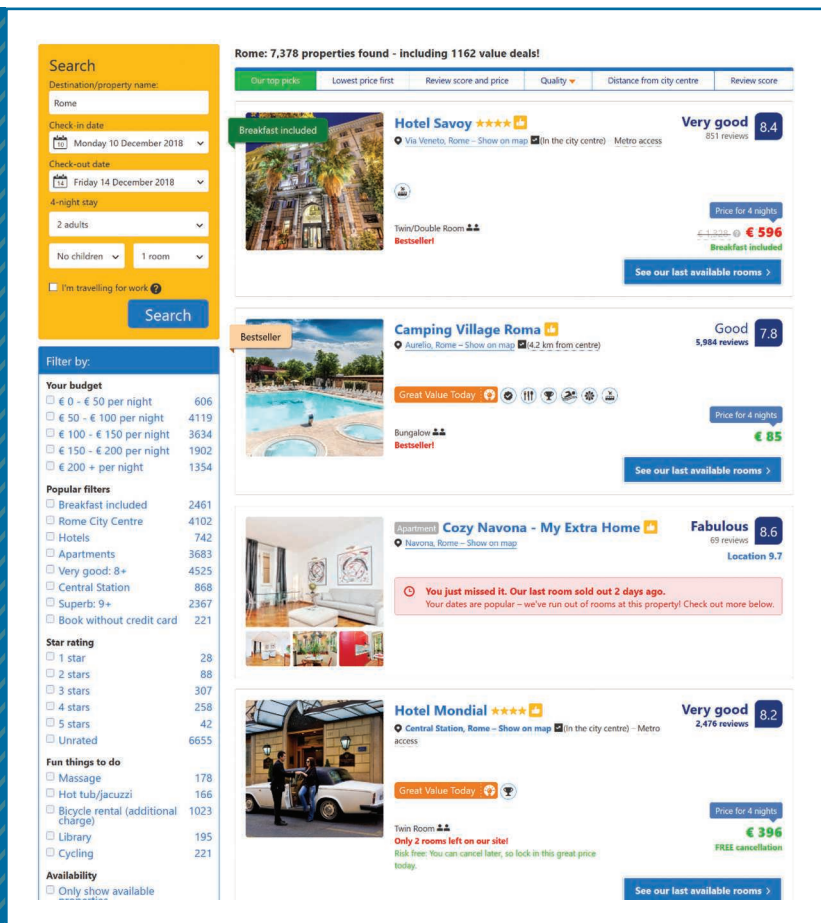 Search
Destination/property name:
Rome
Check-in date
10 Monday 10 December 2018
Check-out date
14 Friday 14 December 2018
4-night stay
2 adults
No children 1 room
I'm travelling for work
Search
Filter by:
Your budget
€ 0 - € 50 per night 606
€ 50 - € 100 per night 4119
€ 100 - € 150 per night 3634
€ 150 - € 200 per night 1902
€ 200 + per night 1354
Popular filters
Breakfast included 2461
Rome City Centre 4102
Hotels 742
Apartments 3683
Very good: 8+ 4525
Central Station 868
Superb: 9+ 2367
Book without credit card 221
Star rating
1 star 28
2 stars 88
3 stars 307
4 stars 258
5 stars 42
Unrated 6655
Fun things to do
Massage 178
Hot tub/jacuzzi 166
Bicycle rental (additional 1023
charge)
Library 195
Cycling 221
Availability
Only show available
Rome: 7,378 properties found - including 1162 value deals!
Our top picks Lowest price first Review score and price Quality Distance from city centre Review score
Breakfast included
Hotel Savoy
Very good 8.4
851 reviews
Via Veneto, Rome – Show on map (In the city centre) – Metro access
Price for 4 nights
Twin/Double Room
€ 1,328 € 596
Bestseller!
Breakfast included
See our last available rooms
Bestseller
Camping Village Roma
Good 7.8
5,984 reviews
Aurelio, Rome – Show on map (4.2 km from centre)
Great Value Today
Price for 4 nights
Bungalow
€ 85
Bestseller!
See our last available rooms
Apartment Cozy Navona - My Extra Home
Fabulous 8.6
69 reviews
Navona, Rome – Show on map
Location 9.7
You just missed it. Our last room sold out 2 days ago.
Your dates are popular – we've run out of rooms at this property! Check out more below.
Hotel Mondial
Very good 8.2
2,476 reviews
Central Station, Rome – Show on map (In the city centre) – Metro
access
Great Value Today
Price for 4 nights
Twin Room
€ 396
Only 2 rooms left on our site!
FREE cancellation
Risk free: You can cancel later, so lock in this great price
today.
See our last available rooms